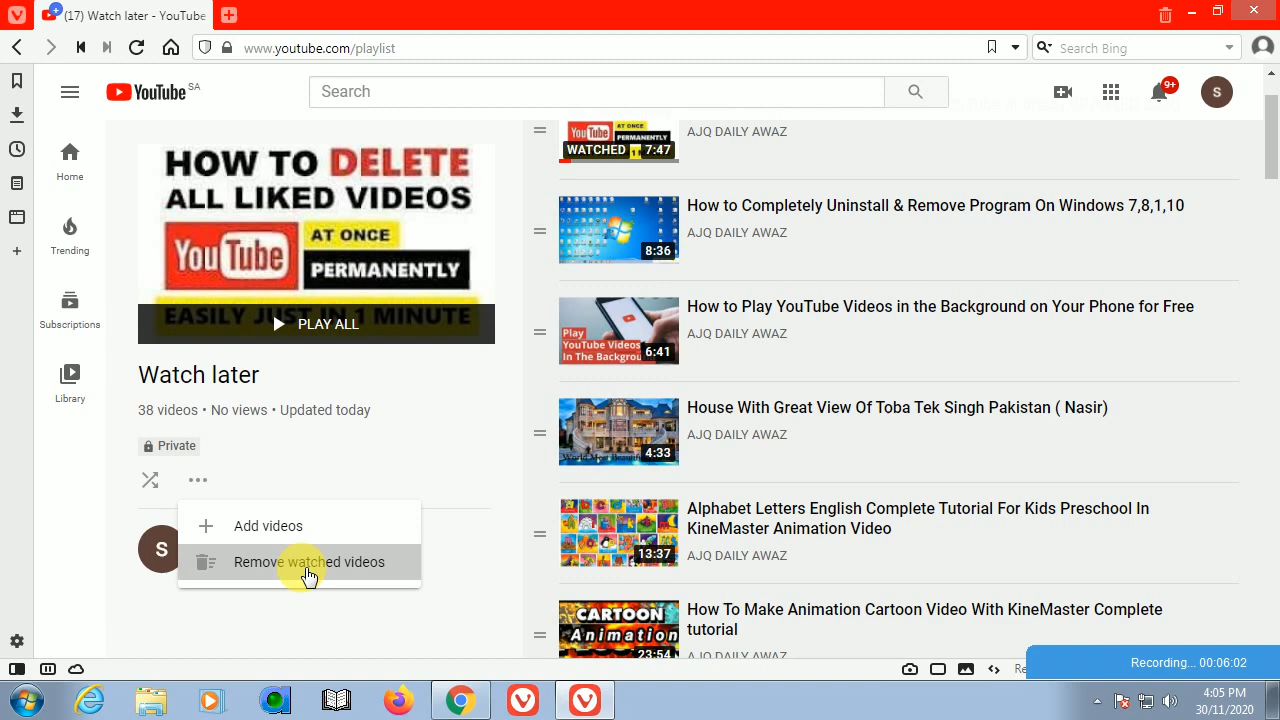 (17) Watch later - YouTube
www.youtube.com/playlist
Search Bing
YouTube SA
Search
9+
S
Home
Trending
Subscriptions
Library
HOW TO DELETE
ALL LIKED VIDEOS
YouTube
AT ONCE
PERMANENTLY
EASILY JUST IN 1 MINUTE
PLAY ALL
Watch later
38 videos • No views • Updated today
Private
S
Add videos
Remove watched videos
YouTube
AT ONCE
PERMANENTLY
WATCHED
7:47
AJQ DAILY AWAZ
How to Completely Uninstall & Remove Program On Windows 7,8,1,10
AJQ DAILY AWAZ
8:36
How to Play YouTube Videos in the Background on Your Phone for Free
AJQ DAILY AWAZ
Play
YouTube Videos
In The Backgrou
6:41
House With Great View Of Toba Tek Singh Pakistan ( Nasir)
AJQ DAILY AWAZ
4:33
Alphabet Letters English Complete Tutorial For Kids Preschool In
KineMaster Animation Video
AJQ DAILY AWAZ
13:37
How To Make Animation Cartoon Video With KineMaster Complete
tutorial
AJQ DAILY AWAZ
CARTOON
Animation
23:54
Recording... 00:06:02
4:05 PM
30/11/2020